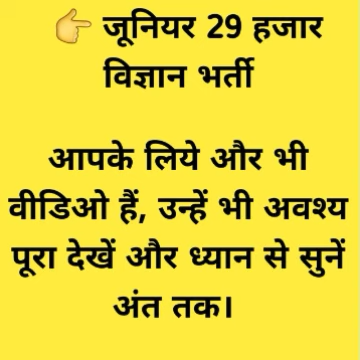 👉 जूनियर 29 हजार
विज्ञान भर्ती
आपके लिये और भी
वीडिओ हैं, उन्हें भी अवश्य
पूरा देखें और ध्यान से सुनें
अंत तक।